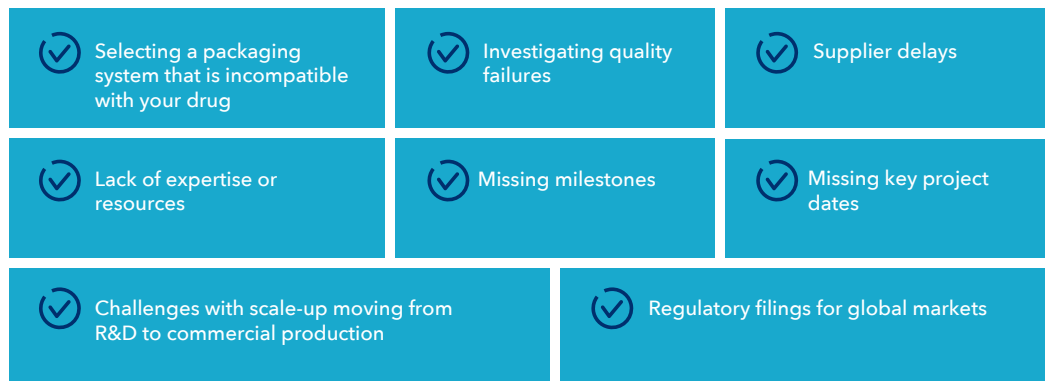 Selecting a packaging
system that is incompatible
with your drug
Investigating quality
failures
Supplier delays
Lack of expertise or
resources
Missing milestones
Missing key project
dates
Challenges with scale-up moving from
R&D to commercial production
Regulatory filings for global markets